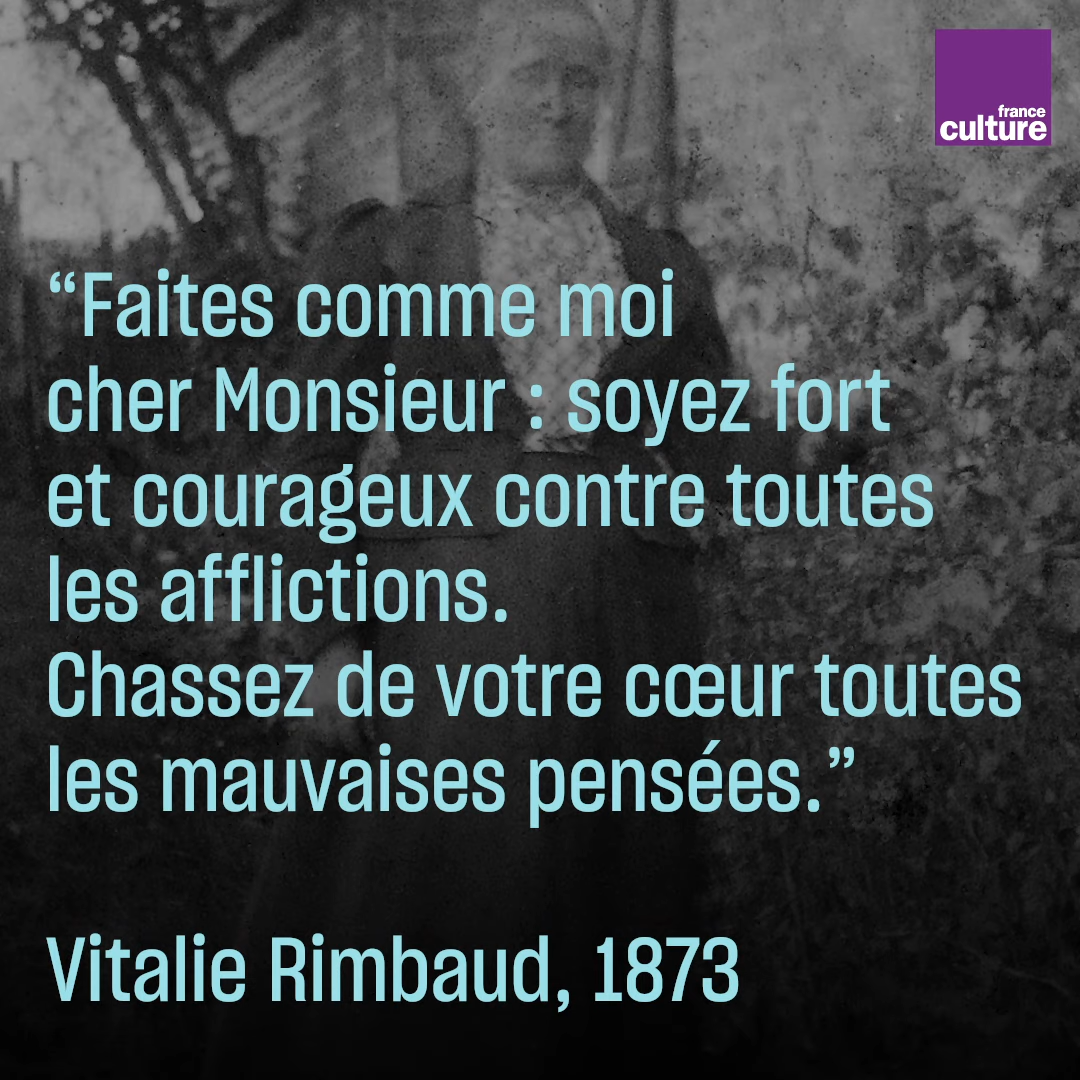 france
culture
“Faites comme moi
cher Monsieur : soyez fort
et courageux contre toutes
les afflictions.
Chassez de votre cœur toutes
les mauvaises pensées.”
Vitalie Rimbaud, 1873